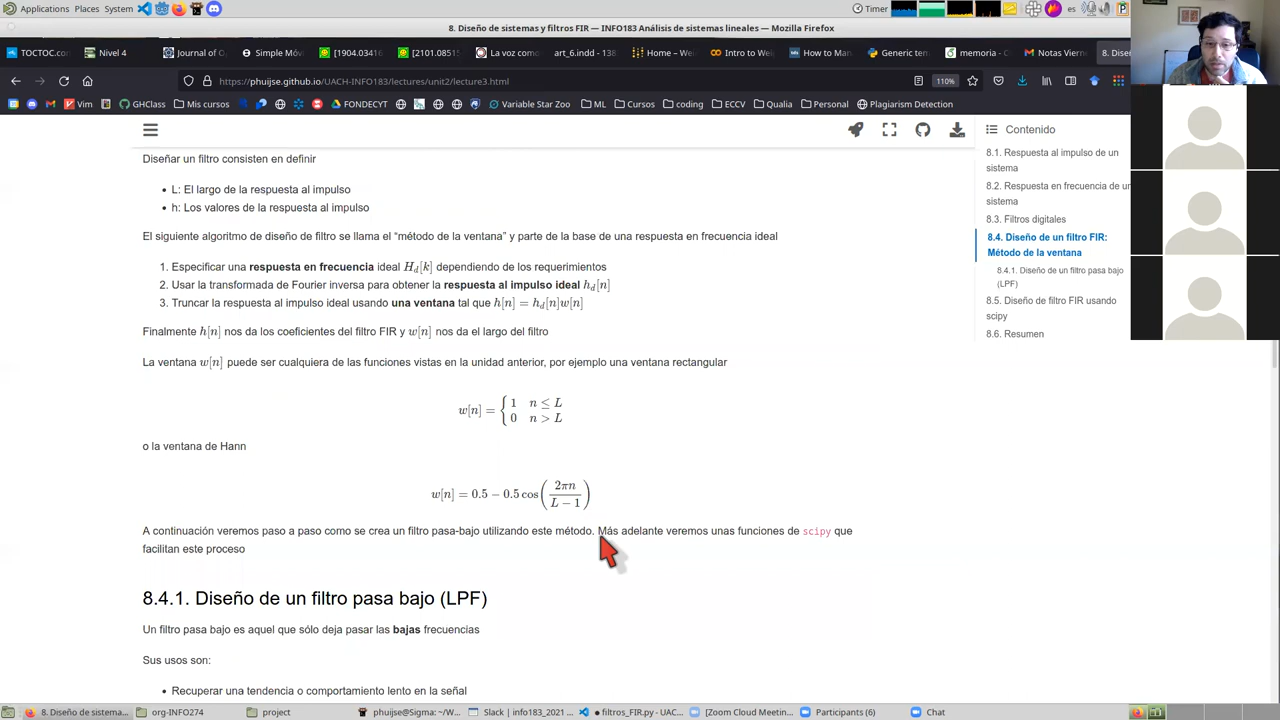 Applications Places System
Timer
es
8. Diseño de sistemas y filtros FIR — INFO183 Análisis de sistemas lineales — Mozilla Firefox
TOCTOC.com
Nivel 4
Journal of
Simple Móv
[1904.0341
[2101.0851
La voz
art_6.indd - 138
Home – We
Intro to Weig
How to Man
Generic tem
memoria - C
Notas Vierne
8. Diseñ
https://phuijse.github.io/UACH-INFO183/lectures/unit2/lecture3.html
110%
Vim
GHClass
Mis cursos
FONDECYT
Variable Star Zoo
ML
Cursos
coding
ECCV
Qualia
Personal
Plagiarism Detection
Contenido
8.1. Respuesta al impulso de un
sistema
8.2. Respuesta en frecuencia de un
sistema
8.3. Filtros digitales
8.4. Diseño de un filtro FIR:
Método de la ventana
8.4.1. Diseño de un filtro pasa bajo
(LPF)
8.5. Diseño de filtro FIR usando
scipy
8.6. Resumen
Diseñar un filtro consisten en definir
• L: El largo de la respuesta al impulso
• h: Los valores de la respuesta al impulso
El siguiente algoritmo de diseño de filtro se llama el “método de la ventana” y parte de la base de una respuesta en frecuencia ideal
1. Especificar una respuesta en frecuencia ideal H_d[k] dependiendo de los requerimientos
2. Usar la transformada de Fourier inversa para obtener la respuesta al impulso ideal h_d[n]
3. Truncar la respuesta al impulso ideal usando una ventana tal que h[n] = h_d[n]w[n]
Finalmente h[n] nos da los coeficientes del filtro FIR y w[n] nos da el largo del filtro
La ventana w[n] puede ser cualquiera de las funciones vistas en la unidad anterior, por ejemplo una ventana rectangular
w[n] = { 1 n ≤ L
0 n > L
o la ventana de Hann
w[n] = 0.5 − 0.5 cos(2πn / (L − 1))
A continuación veremos paso a paso como se crea un filtro pasa-bajo utilizando este método. Más adelante veremos unas funciones de scipy que
facilitan este proceso
8.4.1. Diseño de un filtro pasa bajo (LPF)
Un filtro pasa bajo es aquel que sólo deja pasar las bajas frecuencias
Sus usos son:
• Recuperar una tendencia o comportamiento lento en la señal
8. Diseño de sistema...
org-INFO274
project
phuijse@Sigma: ~/W...
Slack | info183_2021 ...
• filtros_FIR.py - UAC...
[Zoom Cloud Meetin...
Participants (6)
Chat